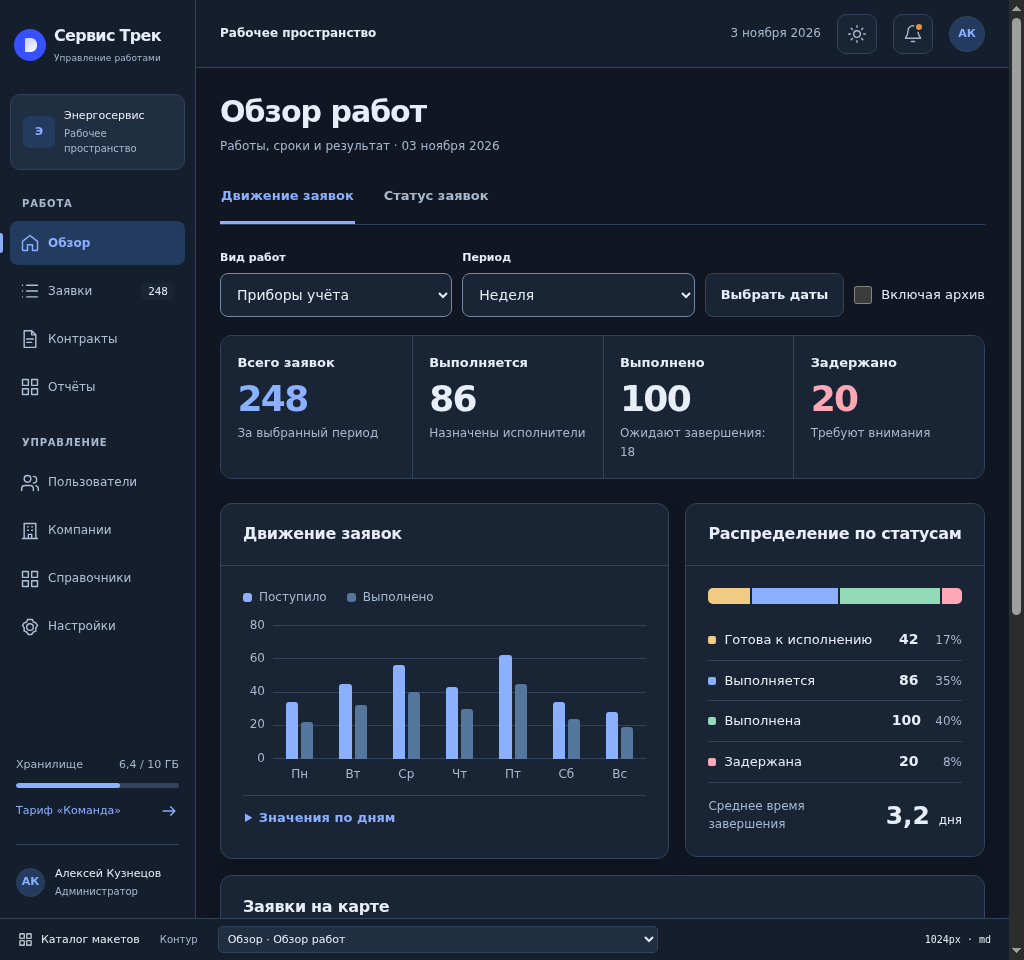 Сервис Трек
Управление работами
Э
Энергосервис
Рабочее
пространство
РАБОТА
Обзор
Заявки 248
Контракты
Отчёты
УПРАВЛЕНИЕ
Пользователи
Компании
Справочники
Настройки
Хранилище 6,4 / 10 ГБ
Тариф «Команда»
АК
Алексей Кузнецов
Администратор
Рабочее пространство
3 ноября 2026
АК
Обзор работ
Работы, сроки и результат · 03 ноября 2026
Движение заявок
Статус заявок
Вид работ
Приборы учёта
Период
Неделя
Выбрать даты
Включая архив
Всего заявок
248
За выбранный период
Выполняется
86
Назначены исполнители
Выполнено
100
Ожидают завершения:
18
Задержано
20
Требуют внимания
Движение заявок
Поступило Выполнено
80
60
40
20
0
Пн Вт Ср Чт Пт Сб Вс
Значения по дням
Распределение по статусам
Готова к исполнению 42 17%
Выполняется 86 35%
Выполнена 100 40%
Задержана 20 8%
Среднее время
завершения
3,2 дня
Заявки на карте
Каталог макетов
Контур
Обзор · Обзор работ
1024px · md